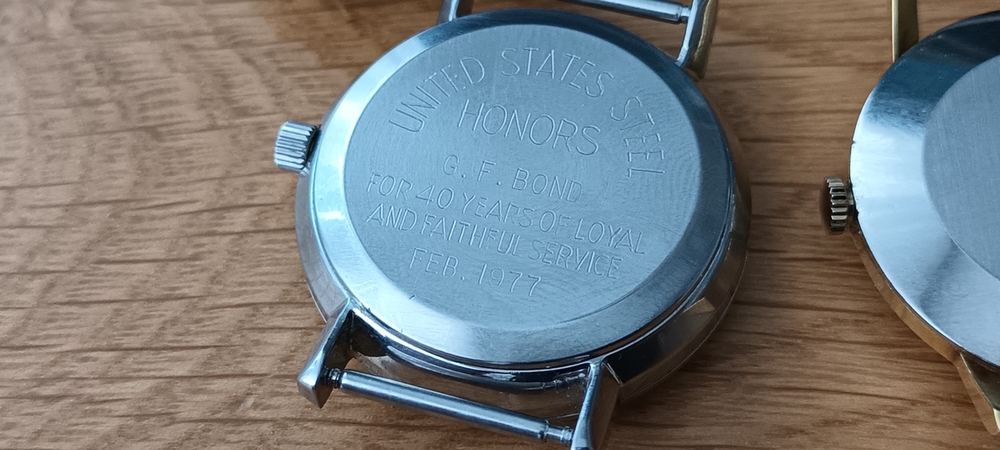 UNITED STATES STEEL
HONORS
G. F. BOND
FOR 40 YEARS OF LOYAL
AND FAITHFUL SERVICE
FEB. 1977